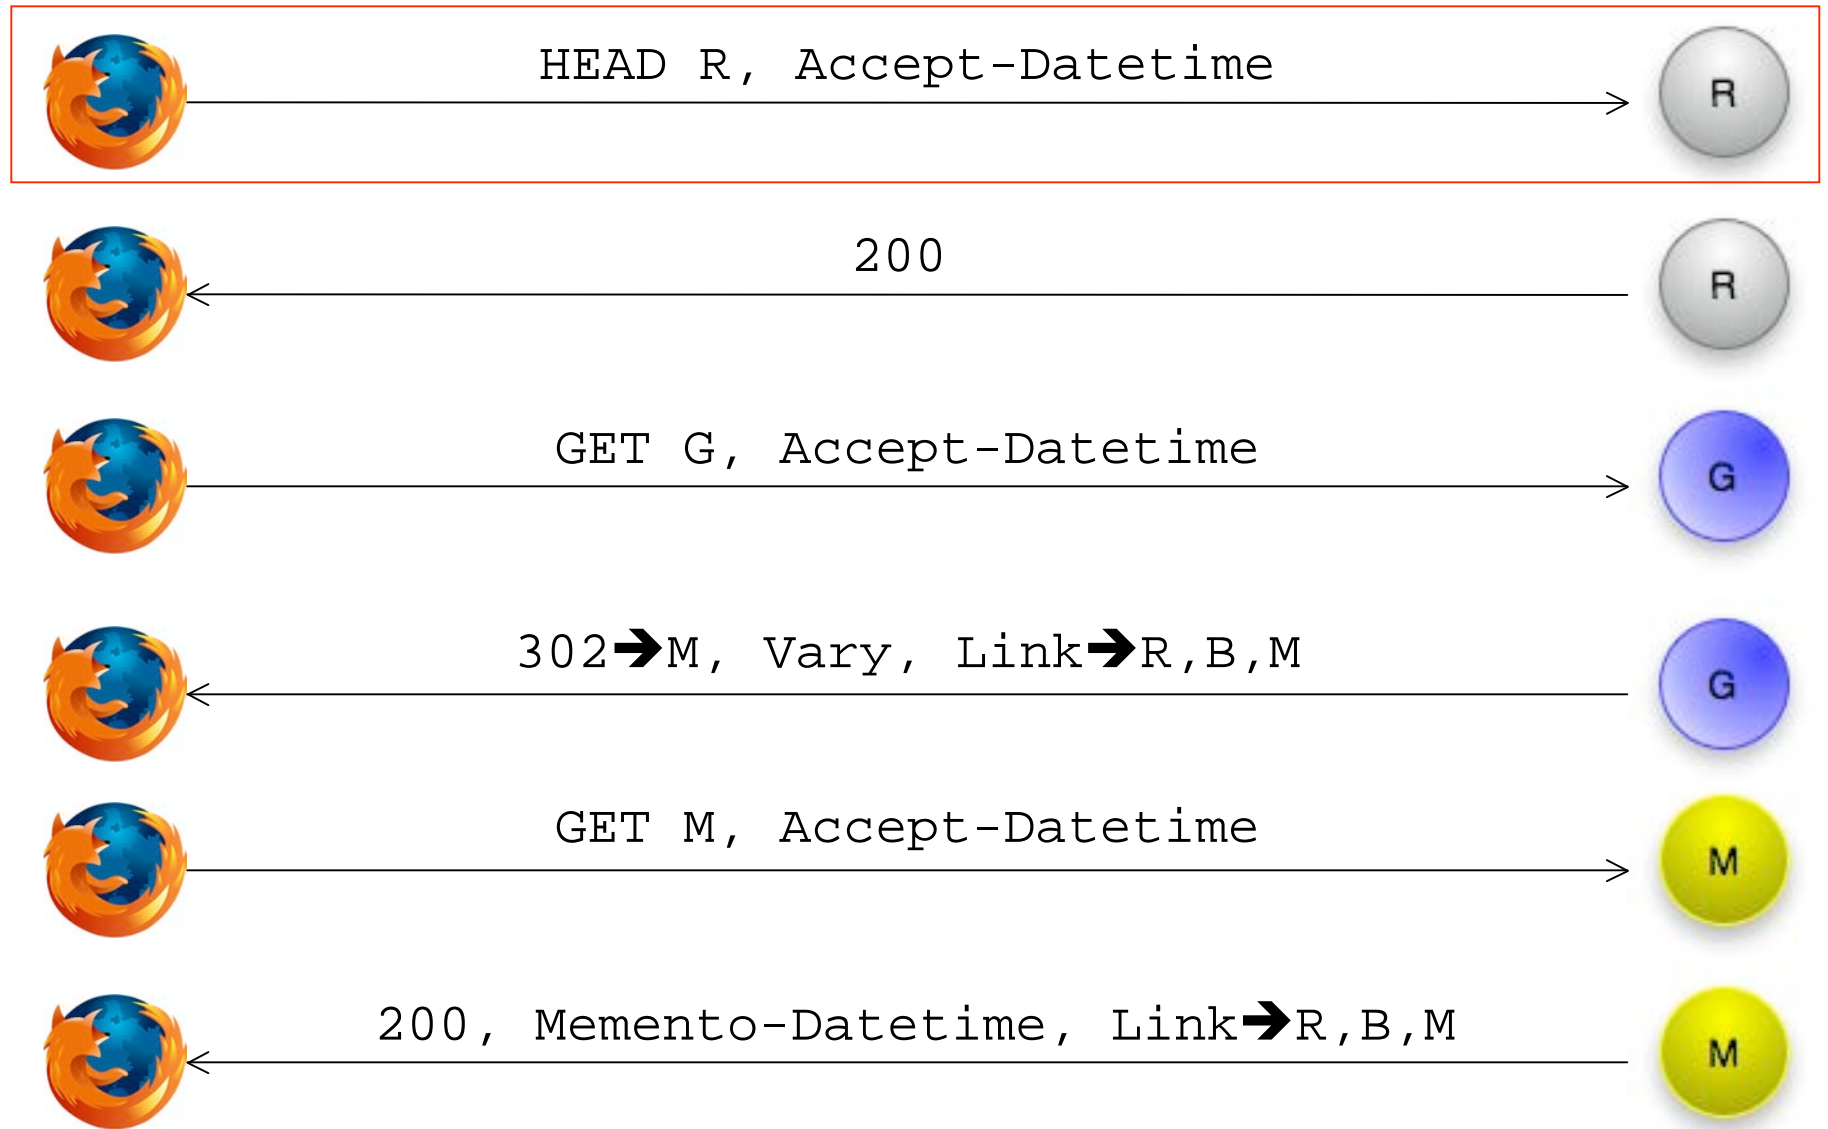 HEAD R, Accept-Datetime
R
200
R
GET G, Accept-Datetime
G
302➔M, Vary, Link➔R,B,M
G
GET M, Accept-Datetime
M
200, Memento-Datetime, Link➔R,B,M
M